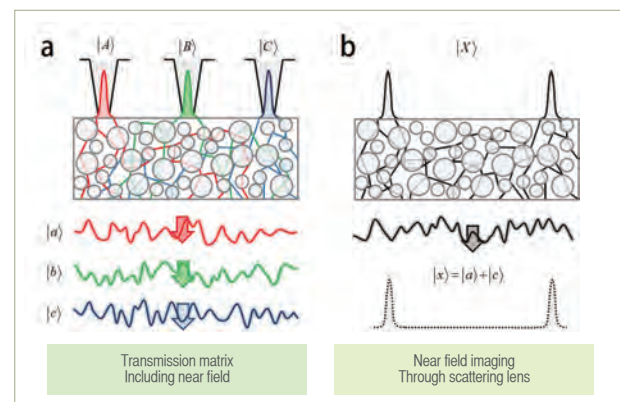 a
|A⟩ |B⟩ |C⟩
|a⟩
|b⟩
|c⟩
Transmission matrix
Including near field
b
|X⟩
|x⟩=|a⟩+|c⟩
Near field imaging
Through scattering lens